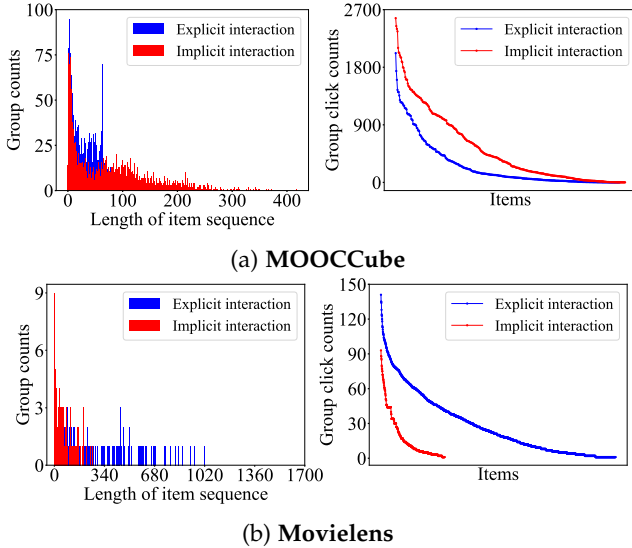 100
75
50
25
0
Group counts
Explicit interaction
Implicit interaction
0 100 200 300 400
Length of item sequence
2700
1800
900
0
Group click counts
Explicit interaction
Implicit interaction
Items
(a) MOOCCube
9
6
3
0
Group counts
Explicit interaction
Implicit interaction
0 340 680 1020 1360 1700
Length of item sequence
150
120
90
60
30
0
Group click counts
Explicit interaction
Implicit interaction
Items
(b) Movielens